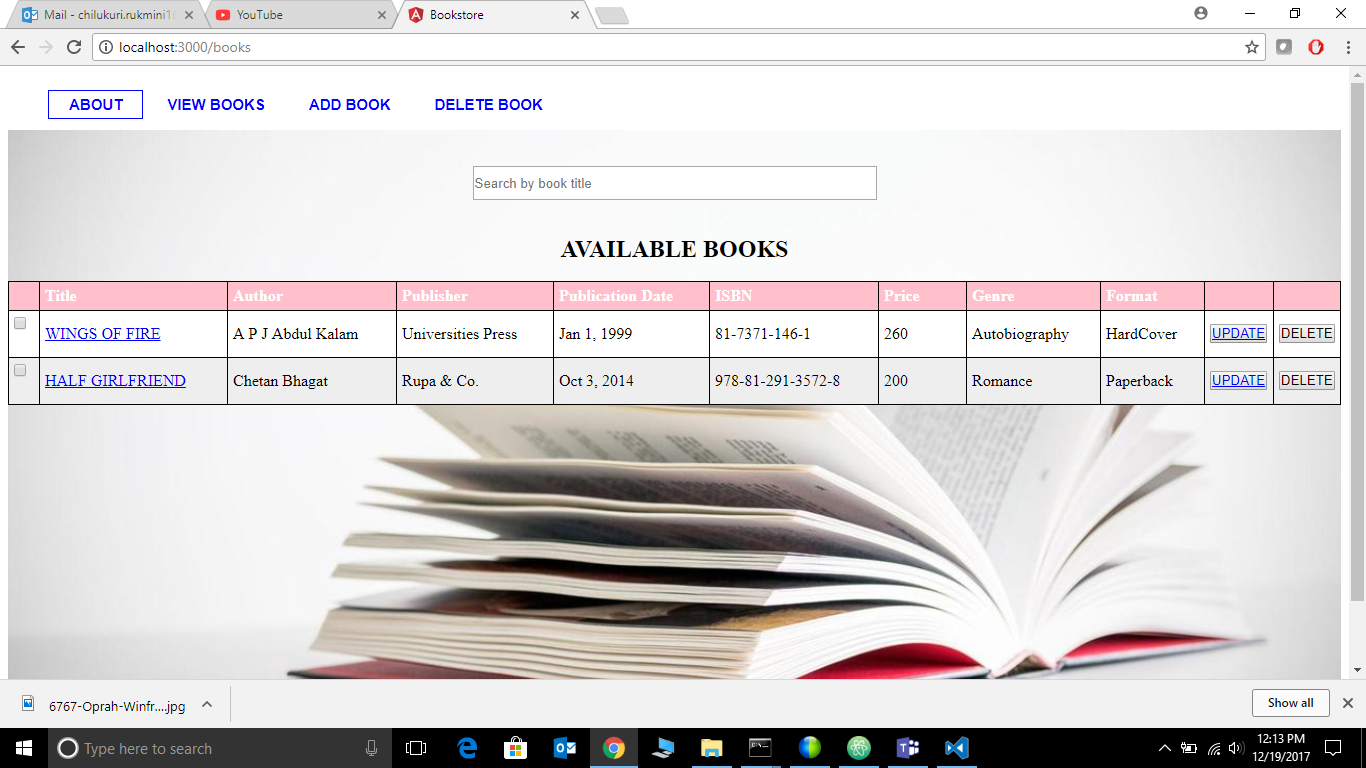 Mail - chilukuri.rukmini16 YouTube Bookstore
localhost:3000/books
ABOUT VIEW BOOKS ADD BOOK DELETE BOOK
Search by book title
AVAILABLE BOOKS
Title Author Publisher Publication Date ISBN Price Genre Format
WINGS OF FIRE A P J Abdul Kalam Universities Press Jan 1, 1999 81-7371-146-1 260 Autobiography HardCover UPDATE DELETE
HALF GIRLFRIEND Chetan Bhagat Rupa & Co. Oct 3, 2014 978-81-291-3572-8 200 Romance Paperback UPDATE DELETE
6767-Oprah-Winfr....jpg Show all
Type here to search 12:13 PM
12/19/2017